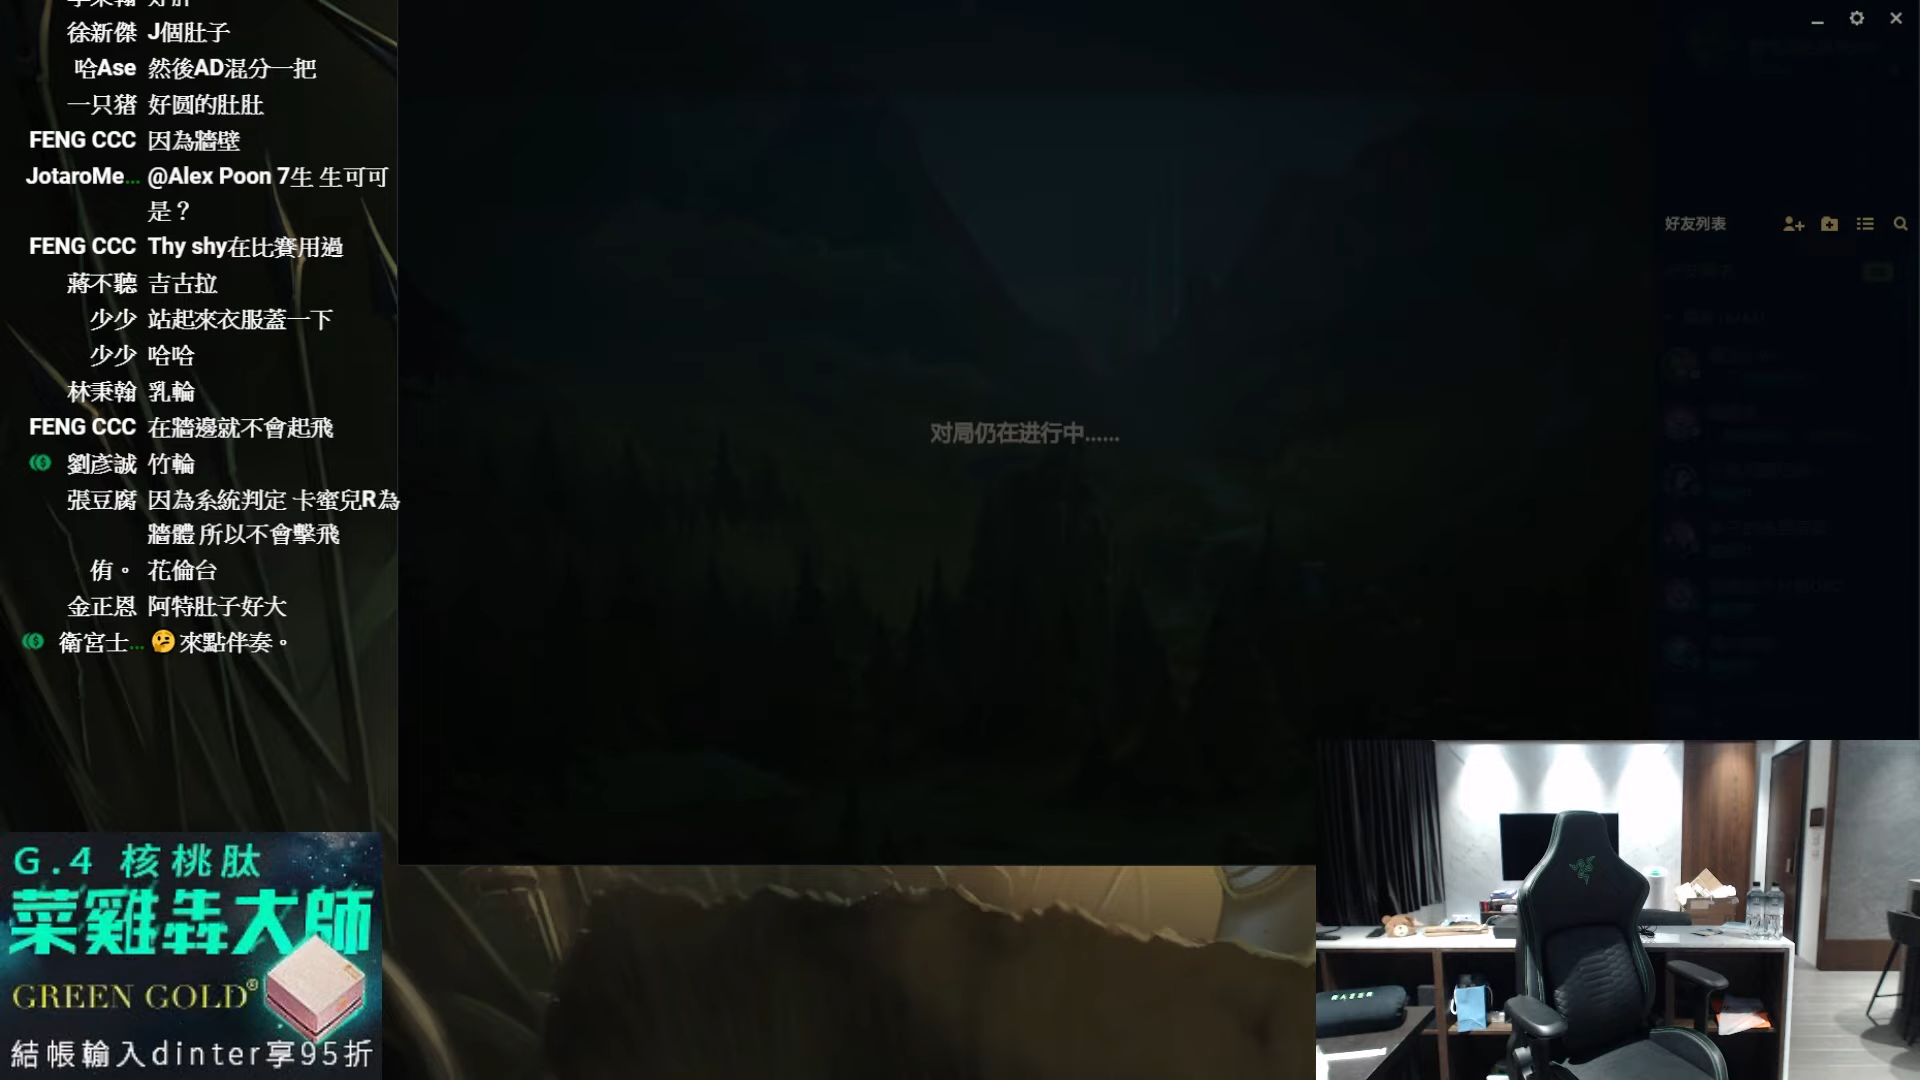 徐新傑 J個肚子
哈Ase 然後AD混分一把
一只猪 好圆的肚肚
FENG CCC 因為牆壁
JotaroMe... @Alex Poon 7生 生可可
是？
FENG CCC Thy shy在比賽用過
蔣不聽 吉古拉
少少 站起來衣服蓋一下
少少 哈哈
林秉翰 乳輪
FENG CCC 在牆邊就不會起飛
劉彥誠 竹輪
張豆腐 因為系統判定 卡蜜兒R為
牆體 所以不會擊飛
侑。 花倫台
金正恩 阿特肚子好大
衛宮士... 🤔 來點伴奏。
对局仍在进行中......
好友列表
G.4 核桃肽
菜雞犇大師
GREEN GOLD®
結帳輸入dinter享95折
RAZER